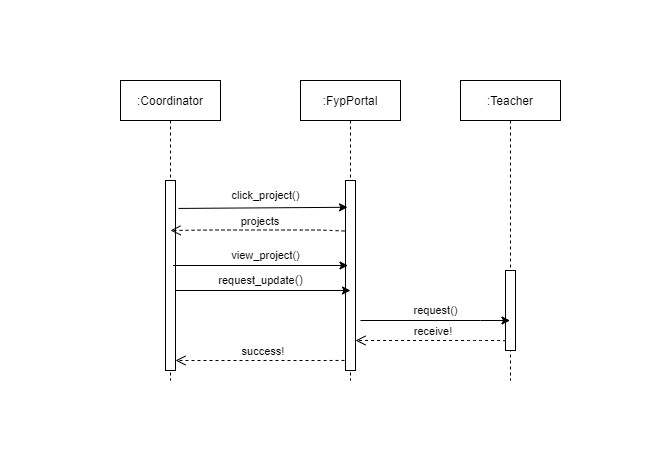 :Coordinator
:FypPortal
:Teacher
click_project()
projects
view_project()
request_update()
request()
receive!
success!